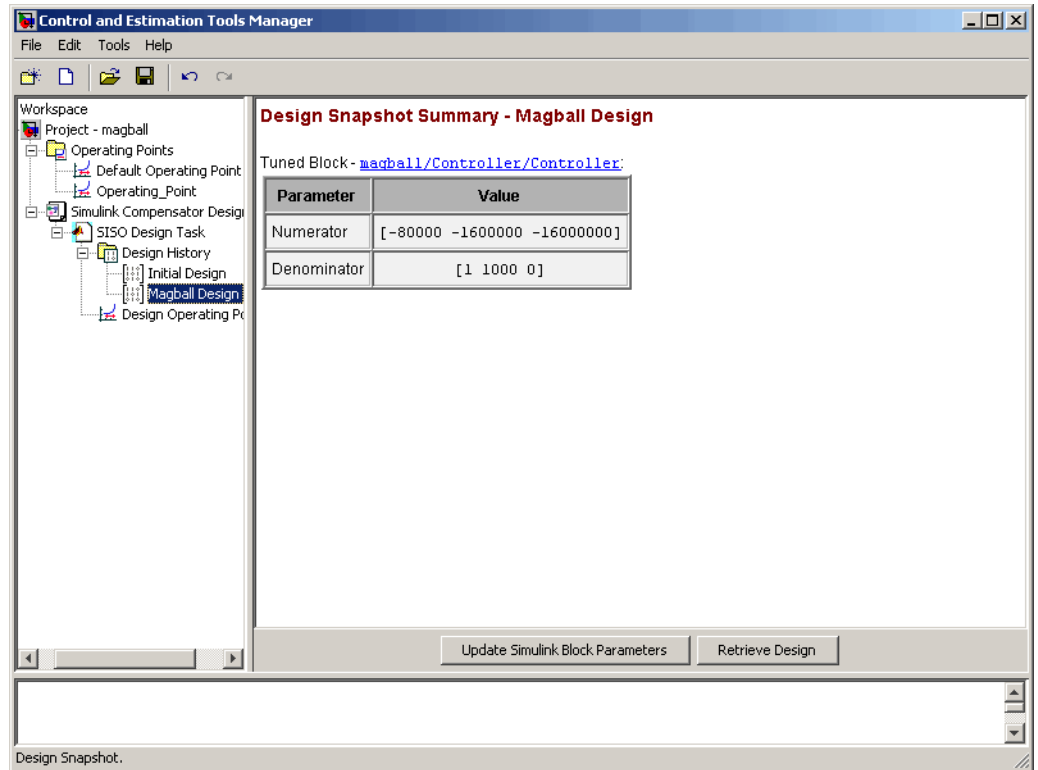 Control and Estimation Tools Manager
File Edit Tools Help
Workspace
Project - magball
Operating Points
Default Operating Point
Operating_Point
Simulink Compensator Desig
SISO Design Task
Design History
Initial Design
Magball Design
Design Operating Po
Design Snapshot Summary - Magball Design
Tuned Block - magball/Controller/Controller:
Parameter Value
Numerator [-80000 -1600000 -16000000]
Denominator [1 1000 0]
Update Simulink Block Parameters Retrieve Design
Design Snapshot.